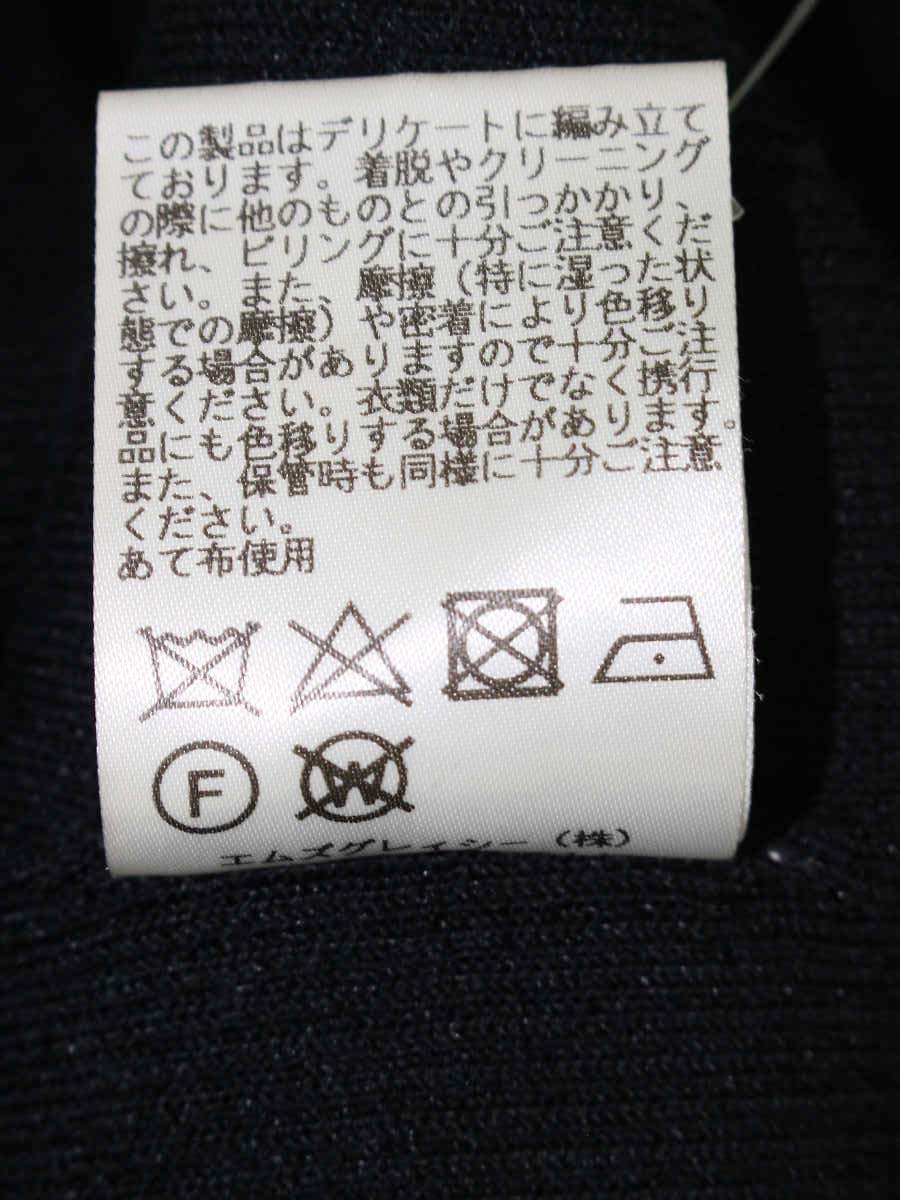 この製品はデリケートに編み立て
ております。着脱やクリーニング
の際に他のものとの引っかかり、
擦れ、ピリングに十分ご注意くだ
さい。また、摩擦(特に湿った状
態での摩擦)や密着により色移り
する場合がありますので十分ご注
意ください。衣類だけでなく携行
品にも色移りする場合があります。
また、保管時も同様に十分ご注意
ください。
あて布使用
F W
エムズグレイシー(株)